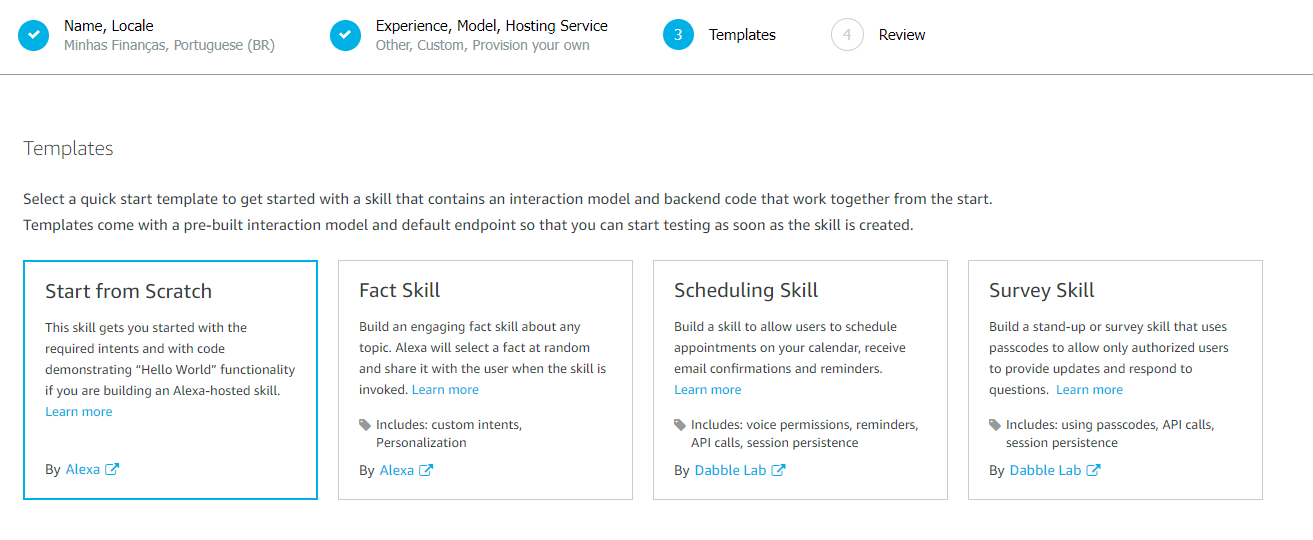 Name, Locale
Minhas Finanças, Portuguese (BR)
Experience, Model, Hosting Service
Other, Custom, Provision your own
3
Templates
4
Review
Templates
Select a quick start template to get started with a skill that contains an interaction model and backend code that work together from the start.
Templates come with a pre-built interaction model and default endpoint so that you can start testing as soon as the skill is created.
Start from Scratch
This skill gets you started with the
required intents and with code
demonstrating “Hello World” functionality
if you are building an Alexa-hosted skill.
Learn more
By Alexa
Fact Skill
Build an engaging fact skill about any
topic. Alexa will select a fact at random
and share it with the user when the skill is
invoked. Learn more
Includes: custom intents,
Personalization
By Alexa
Scheduling Skill
Build a skill to allow users to schedule
appointments on your calendar, receive
email confirmations and reminders.
Learn more
Includes: voice permissions, reminders,
API calls, session persistence
By Dabble Lab
Survey Skill
Build a stand-up or survey skill that uses
passcodes to allow only authorized users
to provide updates and respond to
questions. Learn more
Includes: using passcodes, API calls,
session persistence
By Dabble Lab